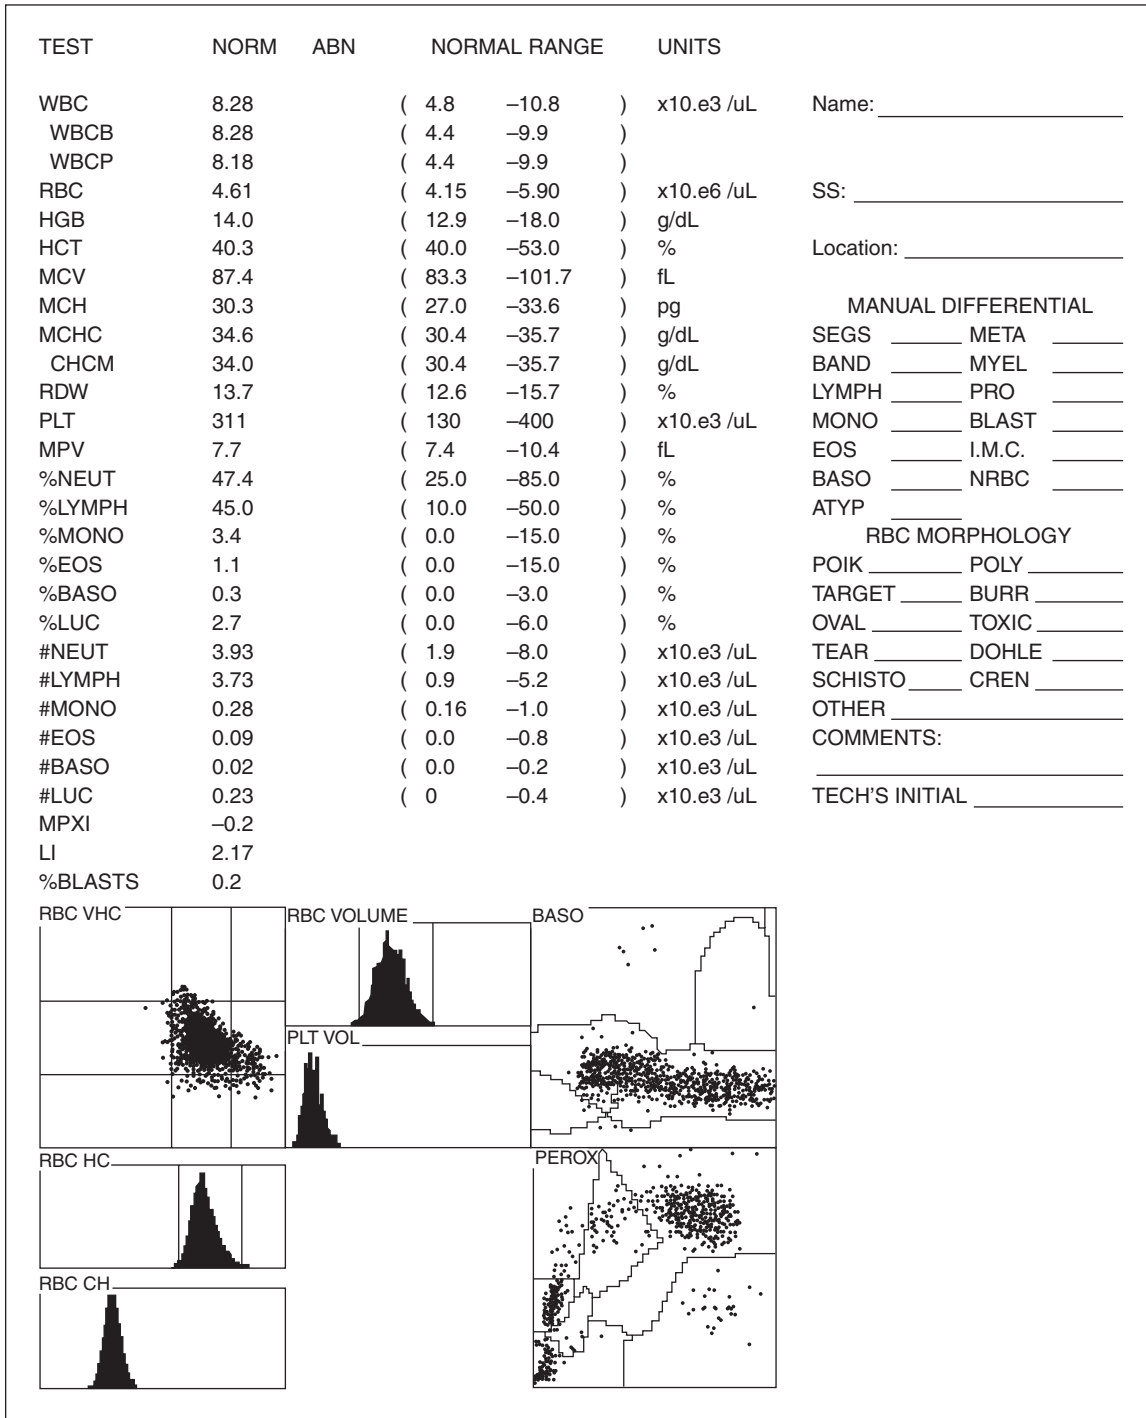 TEST NORM ABN NORMAL RANGE UNITS
WBC 8.28 ( 4.8 –10.8 ) x10.e3 /uL Name:
WBCB 8.28 ( 4.4 –9.9 )
WBCP 8.18 ( 4.4 –9.9 )
RBC 4.61 ( 4.15 –5.90 ) x10.e6 /uL SS:
HGB 14.0 ( 12.9 –18.0 ) g/dL
HCT 40.3 ( 40.0 –53.0 ) % Location:
MCV 87.4 ( 83.3 –101.7 ) fL
MCH 30.3 ( 27.0 –33.6 ) pg MANUAL DIFFERENTIAL
MCHC 34.6 ( 30.4 –35.7 ) g/dL SEGS META
CHCM 34.0 ( 30.4 –35.7 ) g/dL BAND MYEL
RDW 13.7 ( 12.6 –15.7 ) % LYMPH PRO
PLT 311 ( 130 –400 ) x10.e3 /uL MONO BLAST
MPV 7.7 ( 7.4 –10.4 ) fL EOS I.M.C.
%NEUT 47.4 ( 25.0 –85.0 ) % BASO NRBC
%LYMPH 45.0 ( 10.0 –50.0 ) % ATYP
%MONO 3.4 ( 0.0 –15.0 ) % RBC MORPHOLOGY
%EOS 1.1 ( 0.0 –15.0 ) % POIK POLY
%BASO 0.3 ( 0.0 –3.0 ) % TARGET BURR
%LUC 2.7 ( 0.0 –6.0 ) % OVAL TOXIC
#NEUT 3.93 ( 1.9 –8.0 ) x10.e3 /uL TEAR DOHLE
#LYMPH 3.73 ( 0.9 –5.2 ) x10.e3 /uL SCHISTO CREN
#MONO 0.28 ( 0.16 –1.0 ) x10.e3 /uL OTHER
#EOS 0.09 ( 0.0 –0.8 ) x10.e3 /uL COMMENTS:
#BASO 0.02 ( 0.0 –0.2 ) x10.e3 /uL
#LUC 0.23 ( 0 –0.4 ) x10.e3 /uL TECH'S INITIAL
MPXI –0.2
LI 2.17
%BLASTS 0.2
RBC VHC RBC VOLUME BASO
PLT VOL
RBC HC PEROX
RBC CH